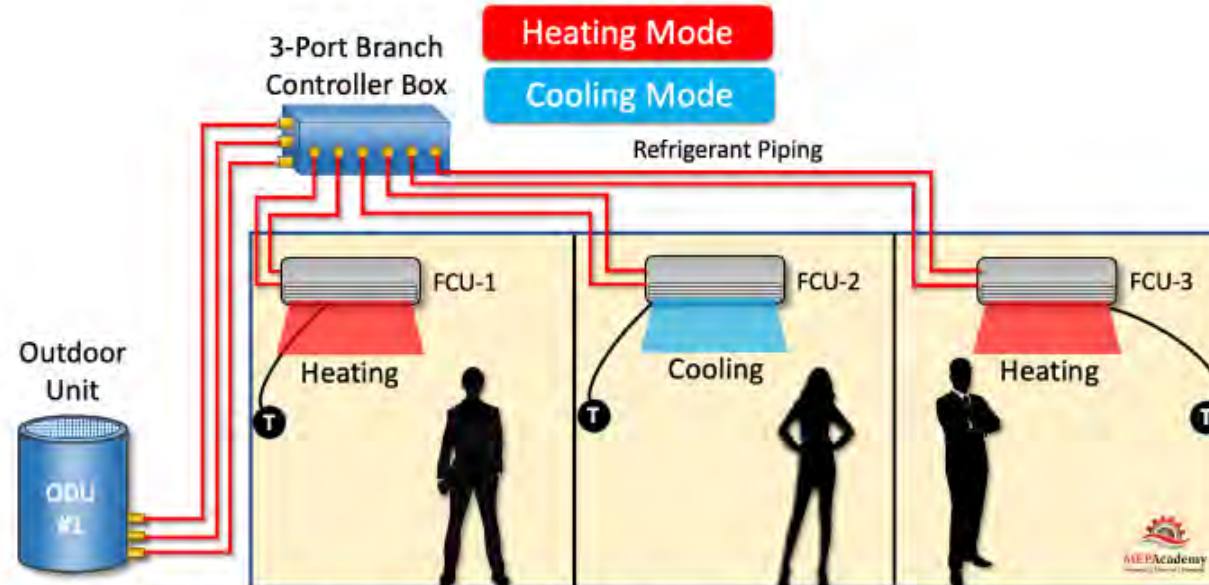 Heating Mode
Cooling Mode
3-Port Branch
Controller Box
Refrigerant Piping
FCU-1
FCU-2
FCU-3
Heating
Cooling
Heating
T
T
T
Outdoor
Unit
ODU
#1
MEPAcademy